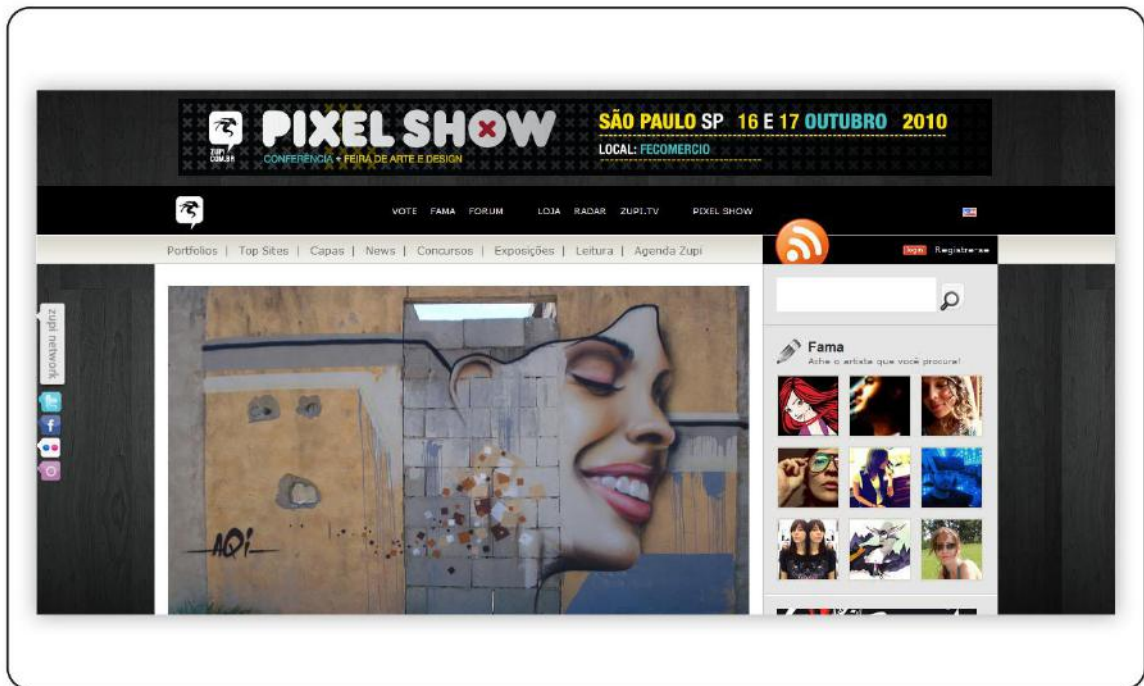 ZUPI
COM.BR
PIXEL SHOW
CONFERÊNCIA + FEIRA DE ARTE E DESIGN
SÃO PAULO SP 16 E 17 OUTUBRO 2010
LOCAL: FECOMERCIO
VOTE FAMA FORUM LOJA RADAR ZUPI.TV PIXEL SHOW
Portfolios | Top Sites | Capas | News | Concursos | Exposições | Leitura | Agenda Zupi
login Registre-se
zupi network
Fama
Ache o artista que você procura!
AQi